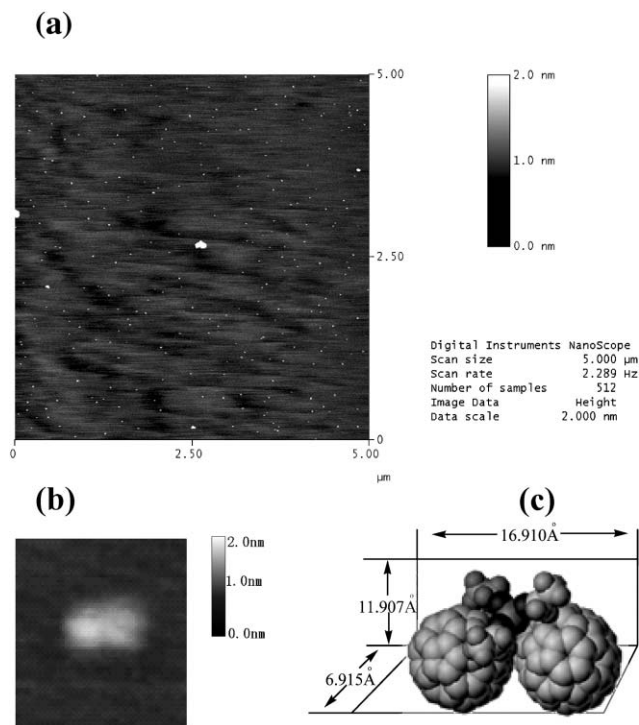 (a)
5.00
2.50
0
0
2.50
5.00
µm
2.0 nm
1.0 nm
0.0 nm
Digital Instruments NanoScope
Scan size 5.000 µm
Scan rate 2.289 Hz
Number of samples 512
Image Data Height
Data scale 2.000 nm
(b)
2.0nm
1.0nm
0.0nm
(c)
16.910Å
11.907Å
6.915Å